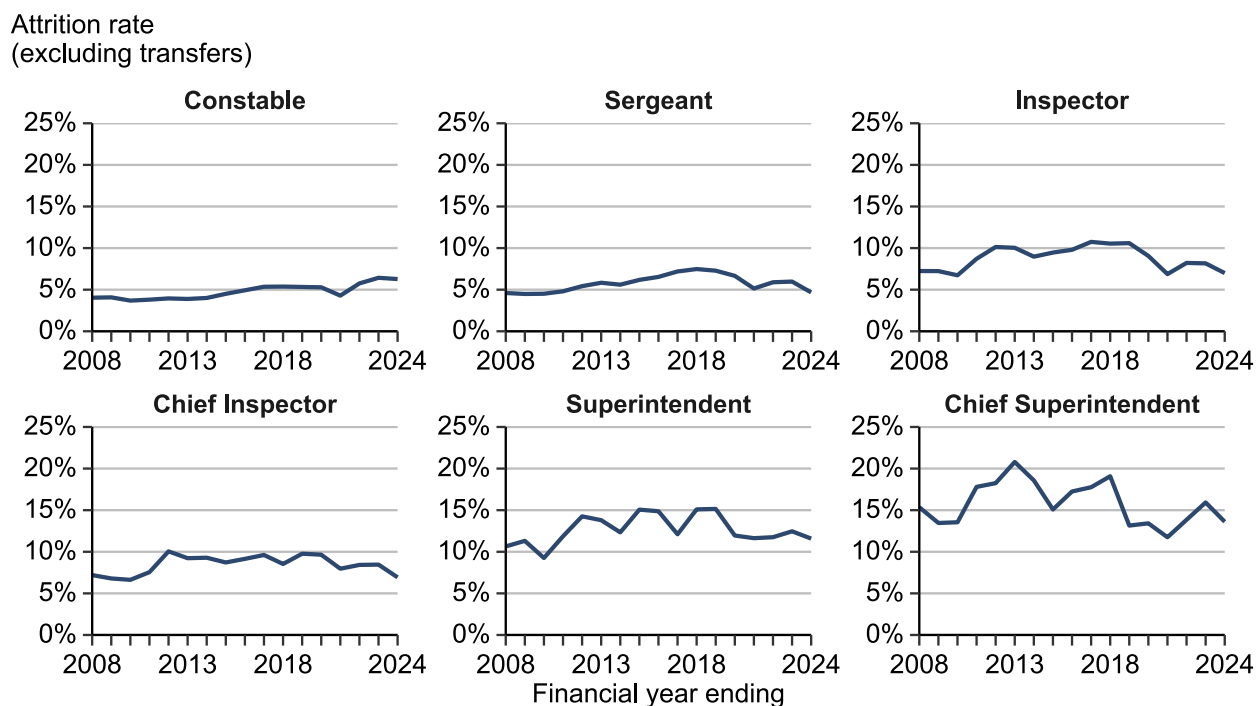 Attrition rate
(excluding transfers)
Constable
25%
20%
15%
10%
5%
0%
2008 2013 2018 2024
Sergeant
25%
20%
15%
10%
5%
0%
2008 2013 2018 2024
Inspector
25%
20%
15%
10%
5%
0%
2008 2013 2018 2024
Chief Inspector
25%
20%
15%
10%
5%
0%
2008 2013 2018 2024
Superintendent
25%
20%
15%
10%
5%
0%
2008 2013 2018 2024
Chief Superintendent
25%
20%
15%
10%
5%
0%
2008 2013 2018 2024
Financial year ending